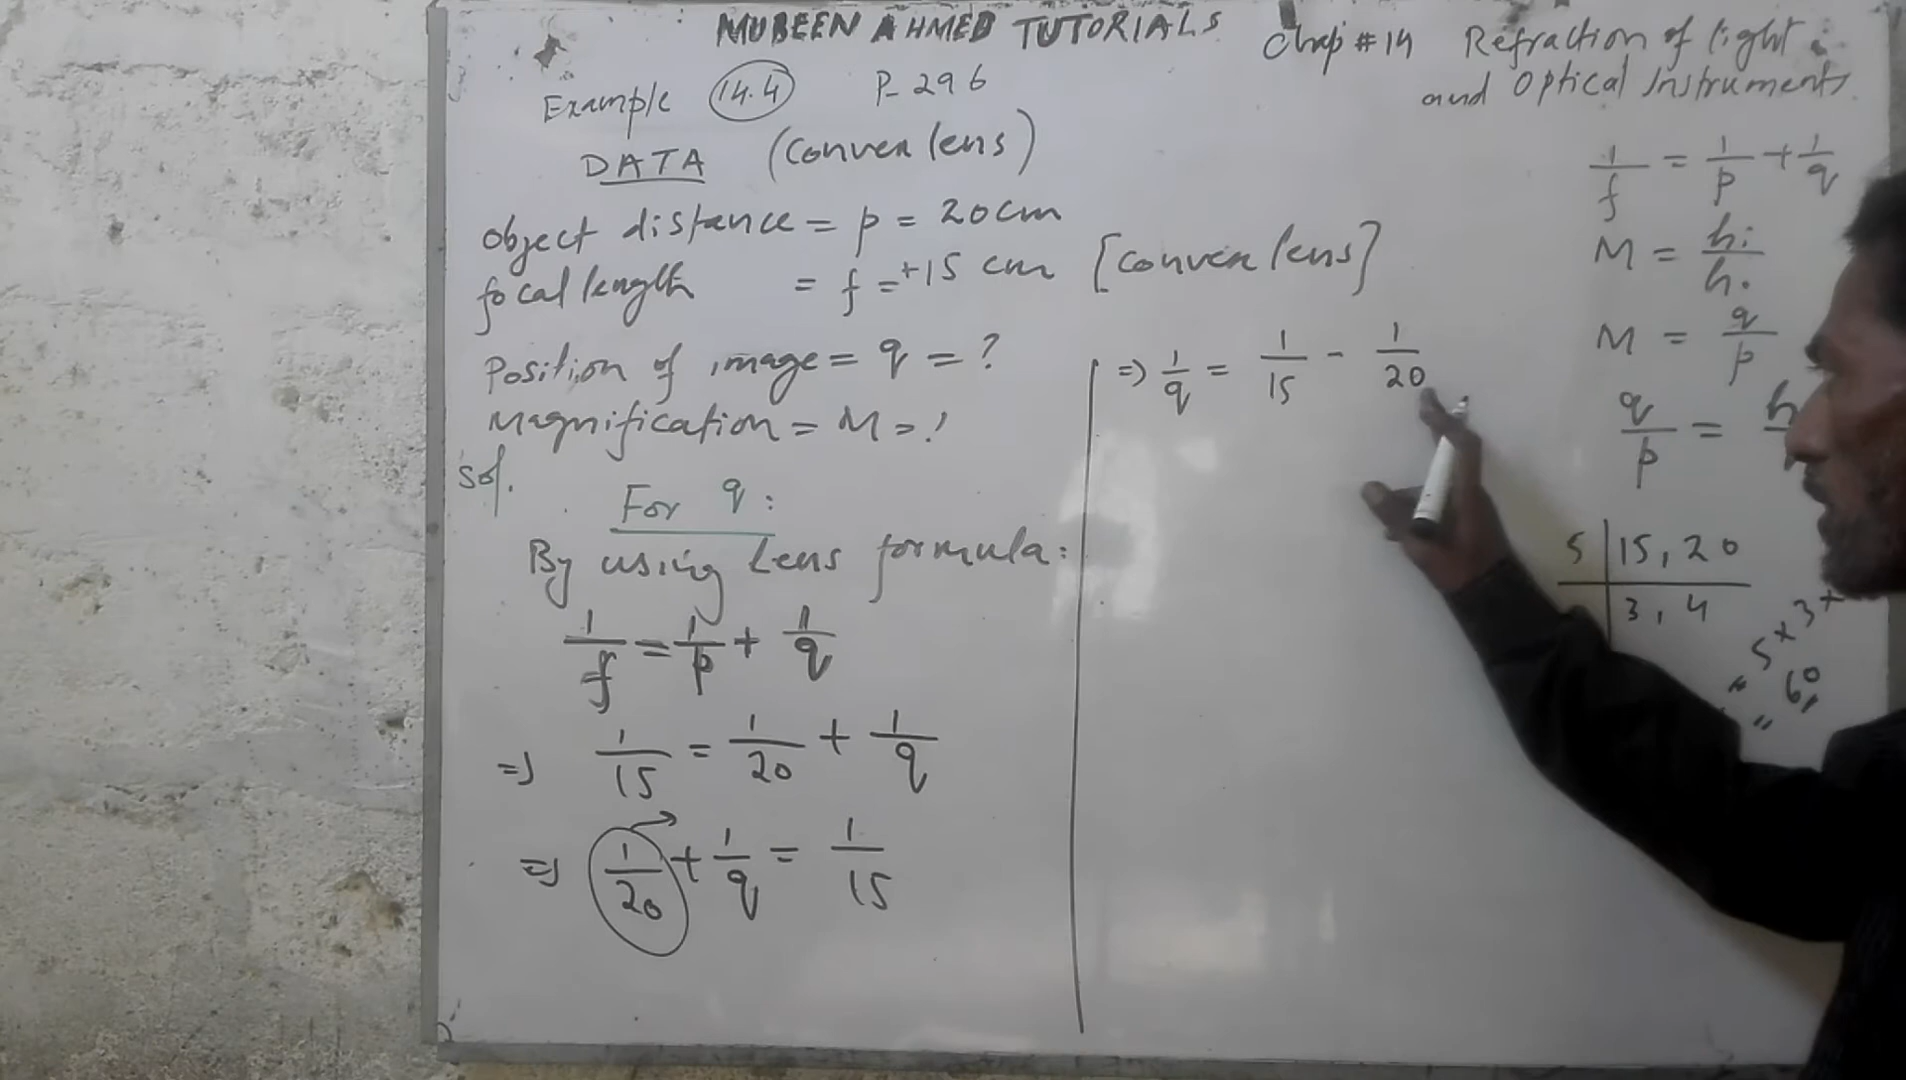 MUBEEN AHMED TUTORIALS
Chap # 14 Refraction of light
and Optical Instruments
Example 14.4 P-296
DATA (Convex lens)
Object distance = p = 20cm
focal length = f = +15 cm [Convex lens]
Position of image = q = ?
Magnification = M = ?
Sol.
For q:
By using Lens formula:
1/f = 1/p + 1/q
=> 1/15 = 1/20 + 1/q
=> 1/20 + 1/q = 1/15
=> 1/q = 1/15 - 1/20
1/f = 1/p + 1/q
M = hi/ho
M = q/p
q/p = h
5 | 15, 20
3, 4
5 x 3 x
" 60
"